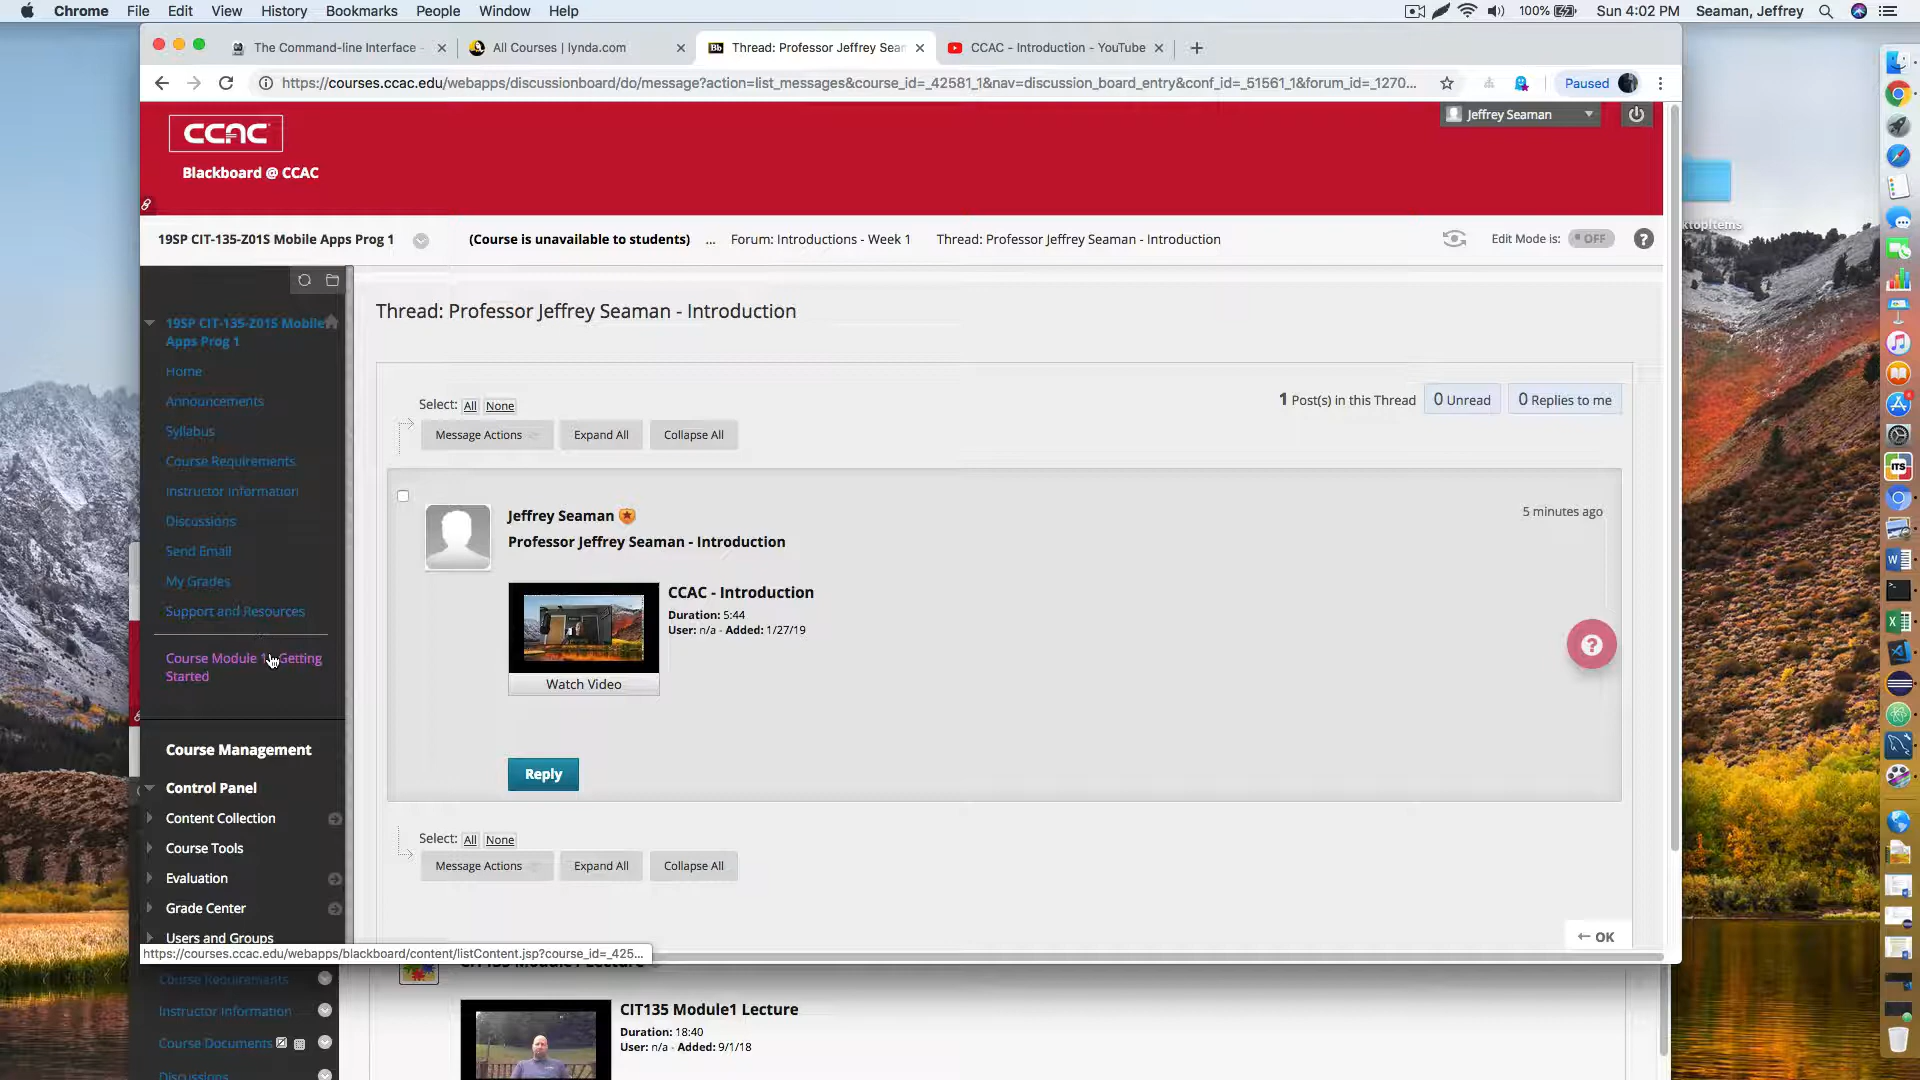 Chrome File Edit View History Bookmarks People Window Help 100% Sun 4:02 PM Seaman, Jeffrey
The Command-line Interface - All Courses | lynda.com Bb Thread: Professor Jeffrey Sear CCAC - Introduction - YouTube
https://courses.ccac.edu/webapps/discussionboard/do/message?action=list_messages&course_id=_42581_1&nav=discussion_board_entry&conf_id=_51561_1&forum_id=_1270... Paused
CCAC
Jeffrey Seaman
Blackboard @ CCAC
19SP CIT-135-Z01S Mobile Apps Prog 1 (Course is unavailable to students) ... Forum: Introductions - Week 1 Thread: Professor Jeffrey Seaman - Introduction Edit Mode is: OFF ?
19SP CIT-135-Z01S Mobile
Apps Prog 1
Home
Announcements
Syllabus
Course Requirements
Instructor Information
Discussions
Send Email
My Grades
Support and Resources
Course Module 1 Getting
Started
Course Management
Control Panel
Content Collection
Course Tools
Evaluation
Grade Center
Users and Groups
Thread: Professor Jeffrey Seaman - Introduction
Select: All None
1 Post(s) in this Thread 0 Unread 0 Replies to me
Message Actions Expand All Collapse All
Jeffrey Seaman 5 minutes ago
Professor Jeffrey Seaman - Introduction
CCAC - Introduction
Duration: 5:44
User: n/a - Added: 1/27/19
Watch Video
?
Reply
Select: All None
Message Actions Expand All Collapse All
← OK
https://courses.ccac.edu/webapps/blackboard/content/listContent.jsp?course_id=_425...
Course Requirements
Instructor Information
Course Documents
Discussions
CIT135 Module1 Lecture
CIT135 Module1 Lecture
Duration: 18:40
User: n/a - Added: 9/1/18
ktopItems
ITS